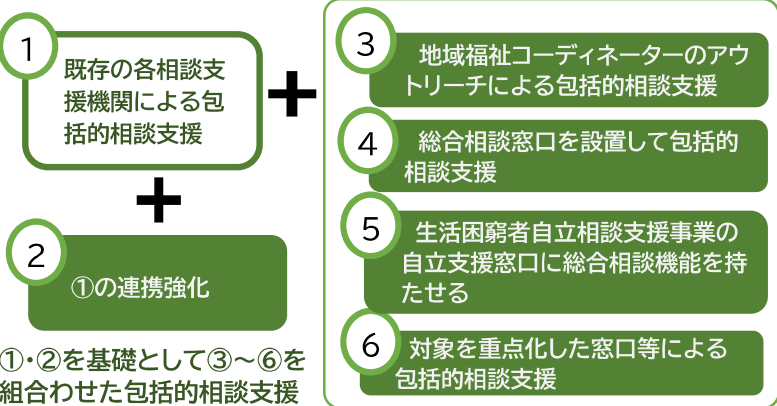 1
既存の各相談支
援機関による包
括的相談支援
+
+
2
①の連携強化
①・②を基礎として③~⑥を
組合わせた包括的相談支援
3
地域福祉コーディネーターのアウ
トリーチによる包括的相談支援
4
総合相談窓口を設置して包括的
相談支援
5
生活困窮者自立相談支援事業の
自立支援窓口に総合相談機能を持
たせる
6
対象を重点化した窓口等による
包括的相談支援